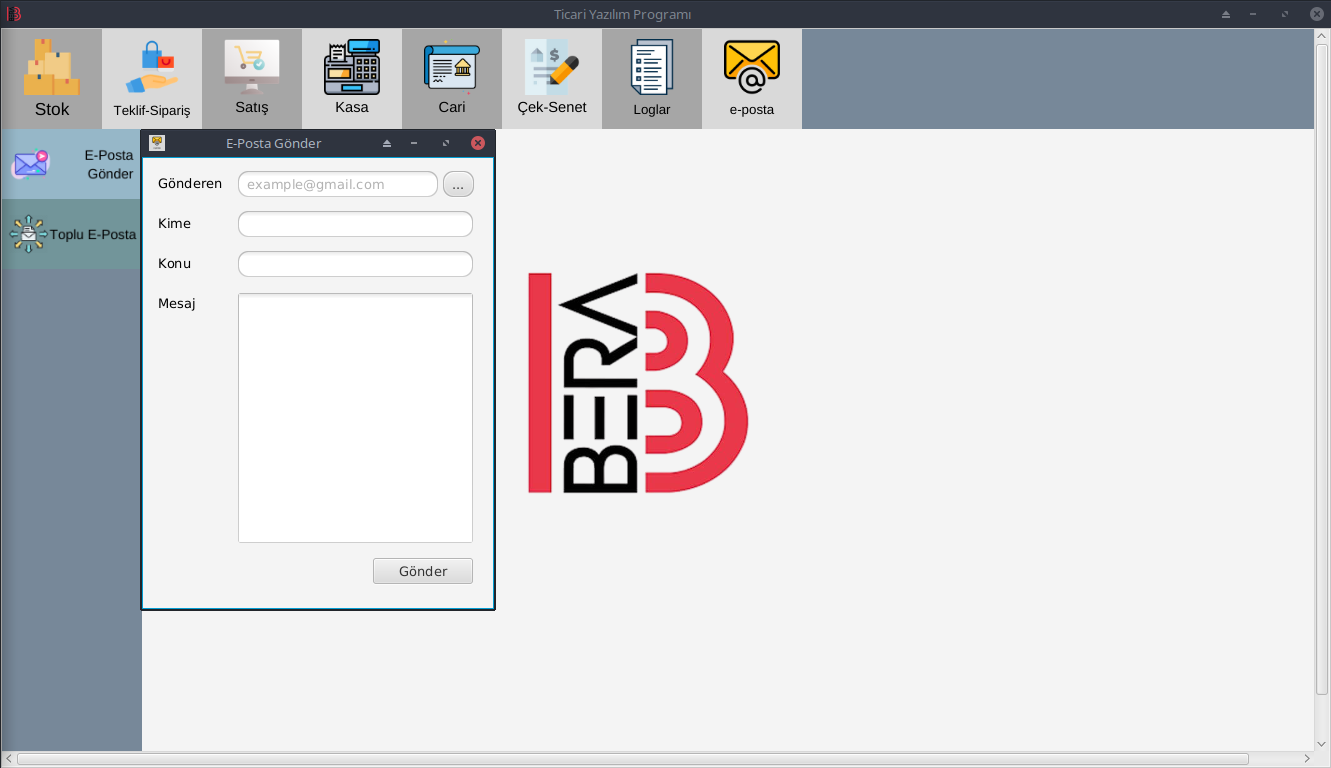 Ticari Yazılım Programı
Stok
Teklif-Sipariş
Satış
Kasa
Cari
Çek-Senet
Loglar
e-posta
E-Posta
Gönder
Toplu E-Posta
E-Posta Gönder
Gönderen
example@gmail.com
...
Kime
Konu
Mesaj
Gönder
BERA